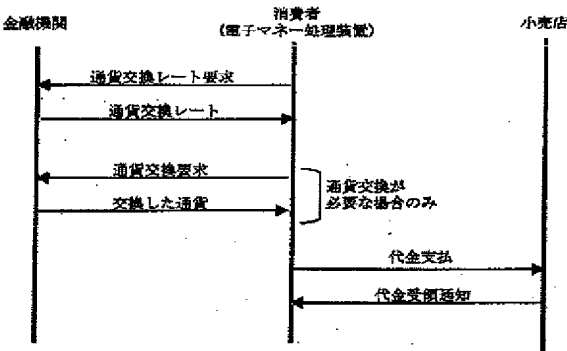 金融機関
消費者
(電子マネー処理装置)
小売店
通貨交換レート要求
通貨交換レート
通貨交換要求
交換した通貨
通貨交換が
必要な場合のみ
代金支払
代金受領通知